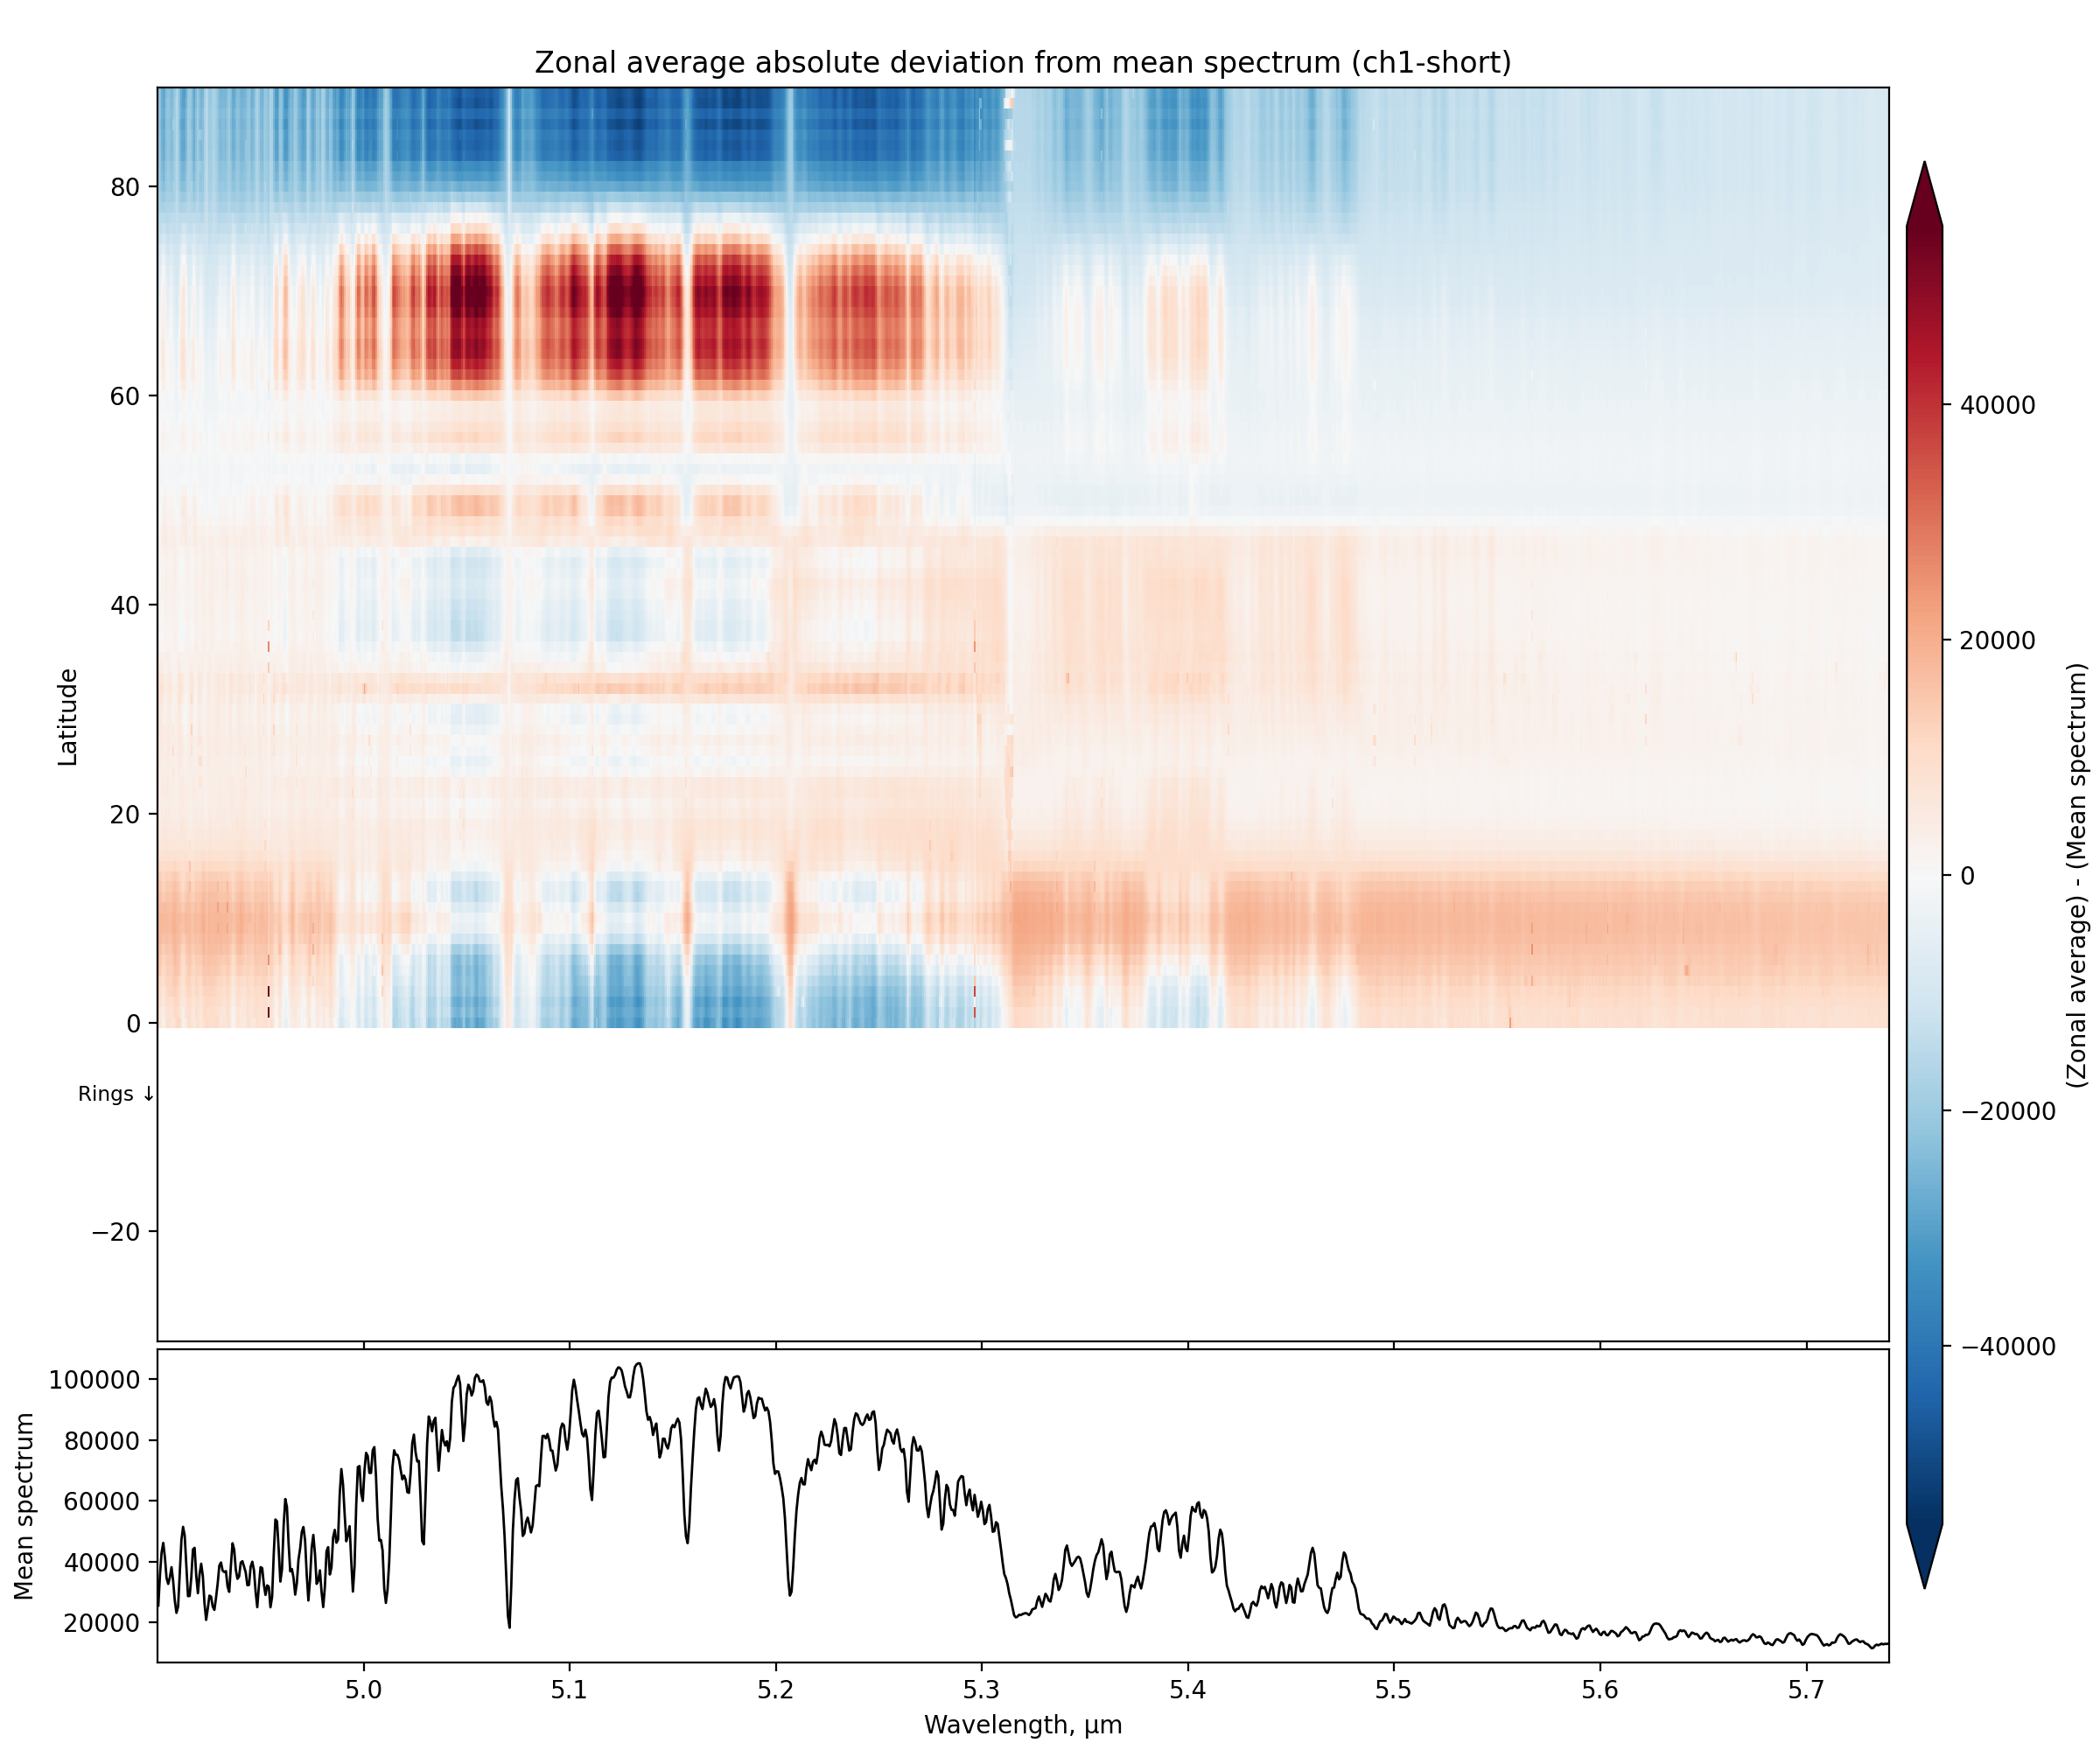 Zonal average absolute deviation from mean spectrum (ch1-short)
80
60
40
20
0
−20
Latitude
Rings ↓
40000
20000
0
−20000
−40000
(Zonal average) - (Mean spectrum)
100000
80000
60000
40000
20000
Mean spectrum
5.0 5.1 5.2 5.3 5.4 5.5 5.6 5.7
Wavelength, µm